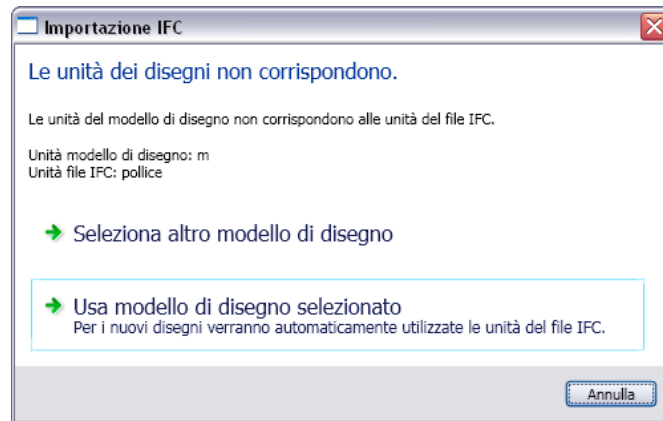 Importazione IFC
Le unità dei disegni non corrispondono.
Le unità del modello di disegno non corrispondono alle unità del file IFC.
Unità modello di disegno: m
Unità file IFC: pollice
Seleziona altro modello di disegno
Usa modello di disegno selezionato
Per i nuovi disegni verranno automaticamente utilizzate le unità del file IFC.
Annulla